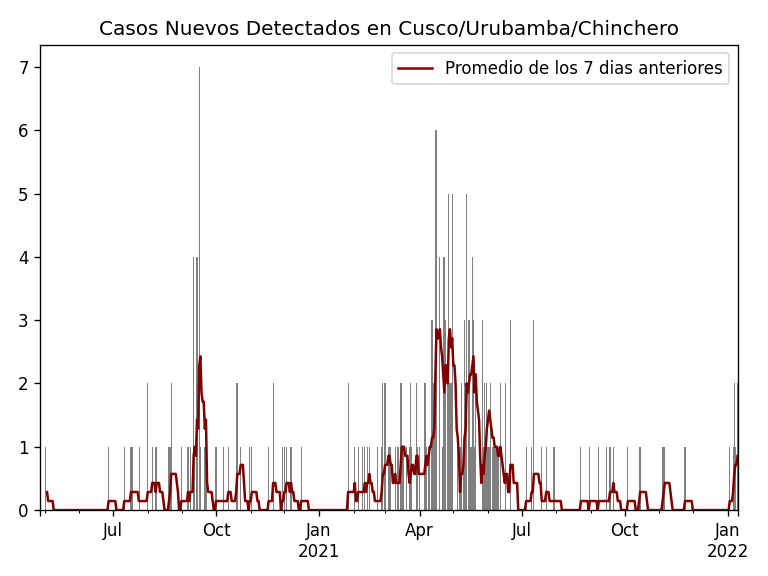 Casos Nuevos Detectados en Cusco/Urubamba/Chinchero
Promedio de los 7 dias anteriores
7
6
5
4
3
2
1
0
Jul
Oct
Jan
2021
Apr
Jul
Oct
Jan
2022